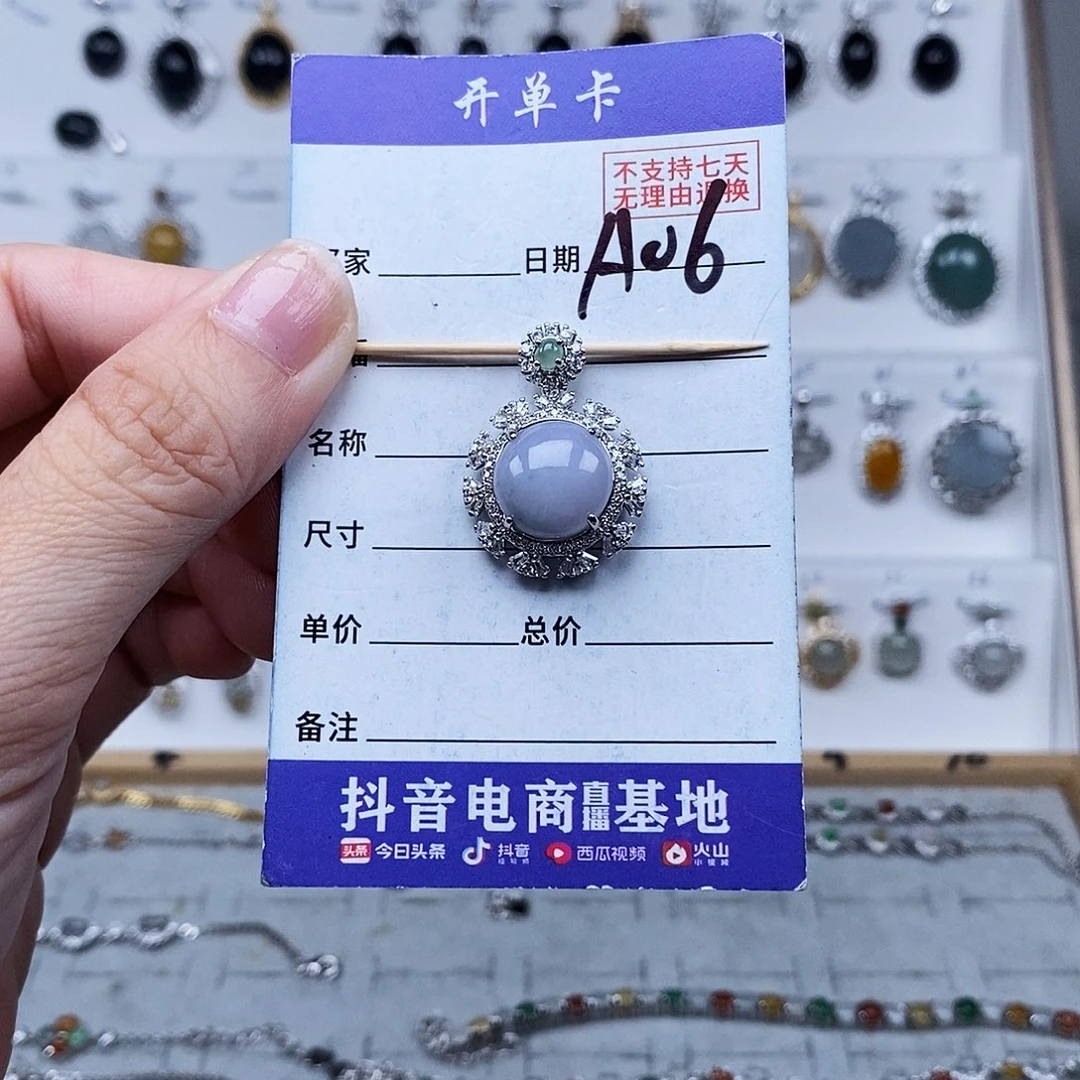 开单卡
不支持七天
无理由退换
家 日期 A06
名称
尺寸
单价 总价
备注
抖音电商直播基地
头条 今日头条 抖音 西瓜视频 火山